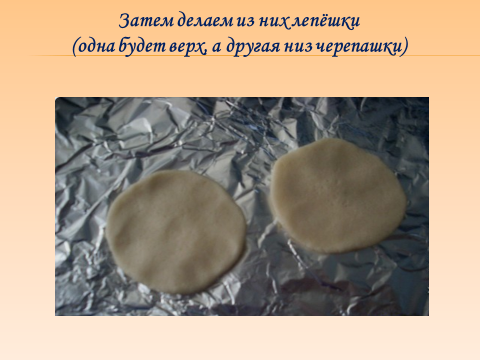 Затем делаем из них лепёшки
(одна будет верх, а другая низ черепашки)